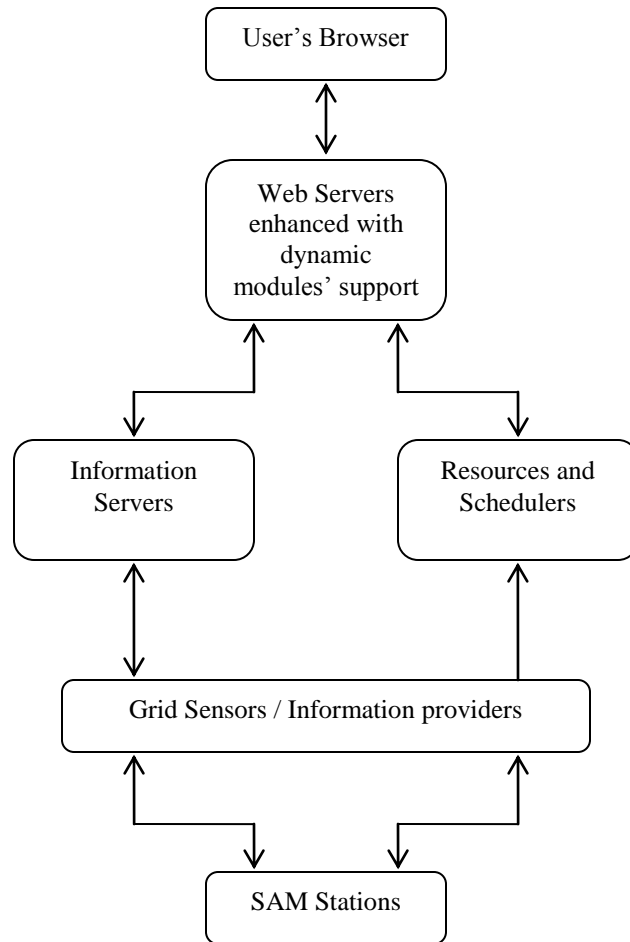 User’s Browser
Web Servers
enhanced with
dynamic
modules’ support
Information
Servers
Resources and
Schedulers
Grid Sensors / Information providers
SAM Stations